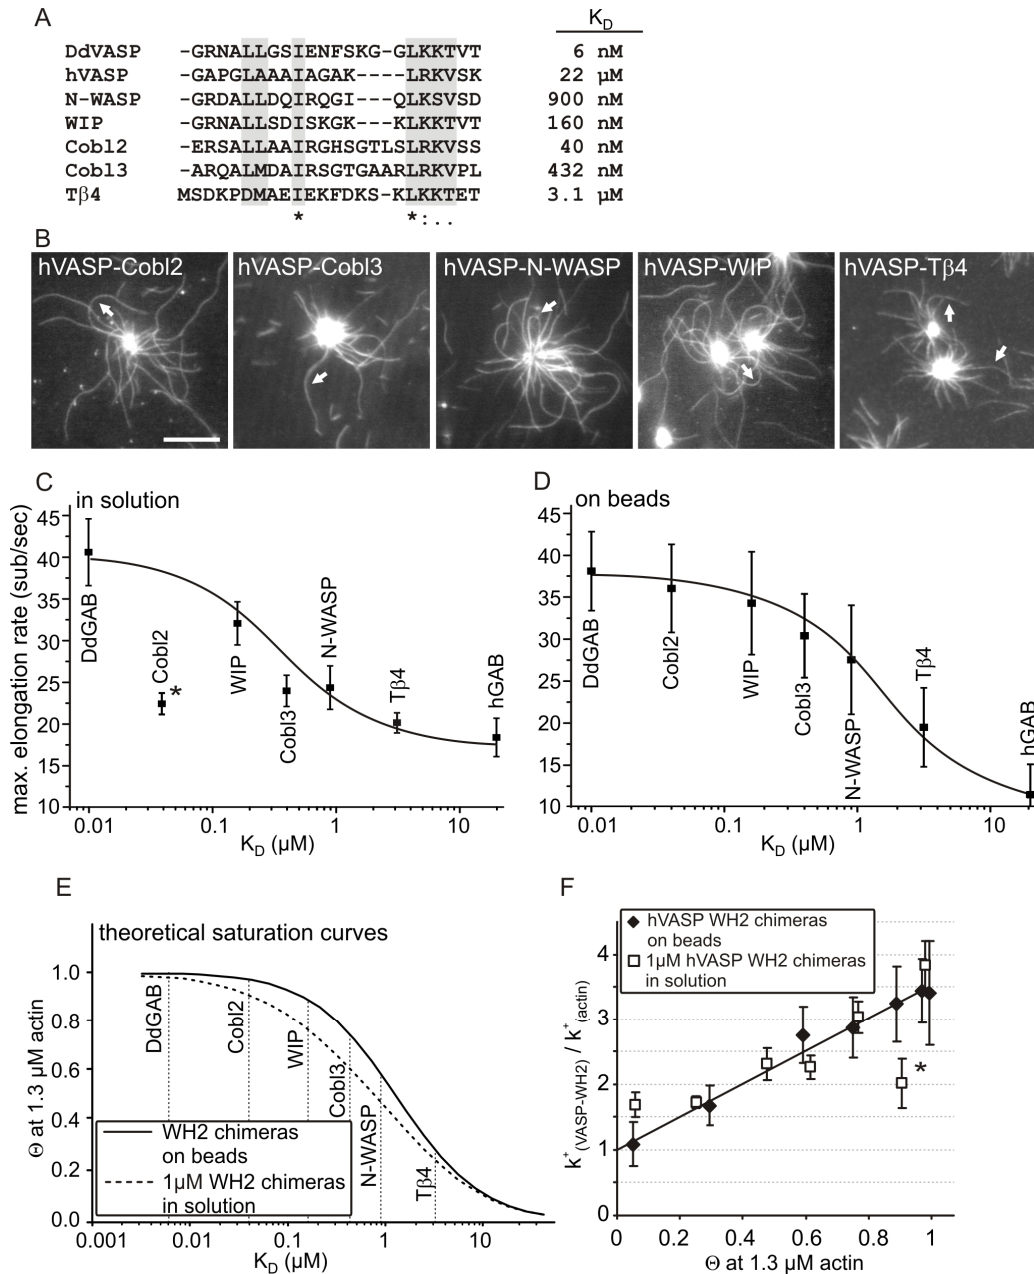 A
K_D
DdVASP -GRNALLGSIENFSKG-GLKKTVT 6 nM
hVASP -GAPGLAAAIAGAK----LRKVSK 22 µM
N-WASP -GRDALLDQIRQGI---QLKSVSD 900 nM
WIP -GRNALLSDISKGK---KLKKTVT 160 nM
Cobl2 -ERSALLAAIRGHSGTLSLRKVSS 40 nM
Cobl3 -ARQALMDAIRSGTGAARLRKVPL 432 nM
Tβ4 MSDKPDMAEIEKFDKS-KLKKTET 3.1 µM
* *:..
B
hVASP-Cobl2 hVASP-Cobl3 hVASP-N-WASP hVASP-WIP hVASP-Tβ4
C
in solution
max. elongation rate (sub/sec)
45
40
35
30
25
20
15
10
DdGAB
Cobl2
*
WIP
Cobl3
N-WASP
Tβ4
hGAB
0.01 0.1 1 10
K_D (µM)
D
on beads
45
40
35
30
25
20
15
10
DdGAB
Cobl2
WIP
Cobl3
N-WASP
Tβ4
hGAB
0.01 0.1 1 10
K_D (µM)
E
theoretical saturation curves
Θ at 1.3 µM actin
1.0
0.8
0.6
0.4
0.2
0.0
DdGAB
Cobl2
WIP
Cobl3
N-WASP
Tβ4
WH2 chimeras
on beads
1µM WH2 chimeras
in solution
0.001 0.01 0.1 1 10
K_D (µM)
F
hVASP WH2 chimeras
on beads
1µM hVASP WH2 chimeras
in solution
k⁺(VASP-WH2) / k⁺(actin)
4
3
2
1
0
*
0 0.2 0.4 0.6 0.8 1
Θ at 1.3 µM actin